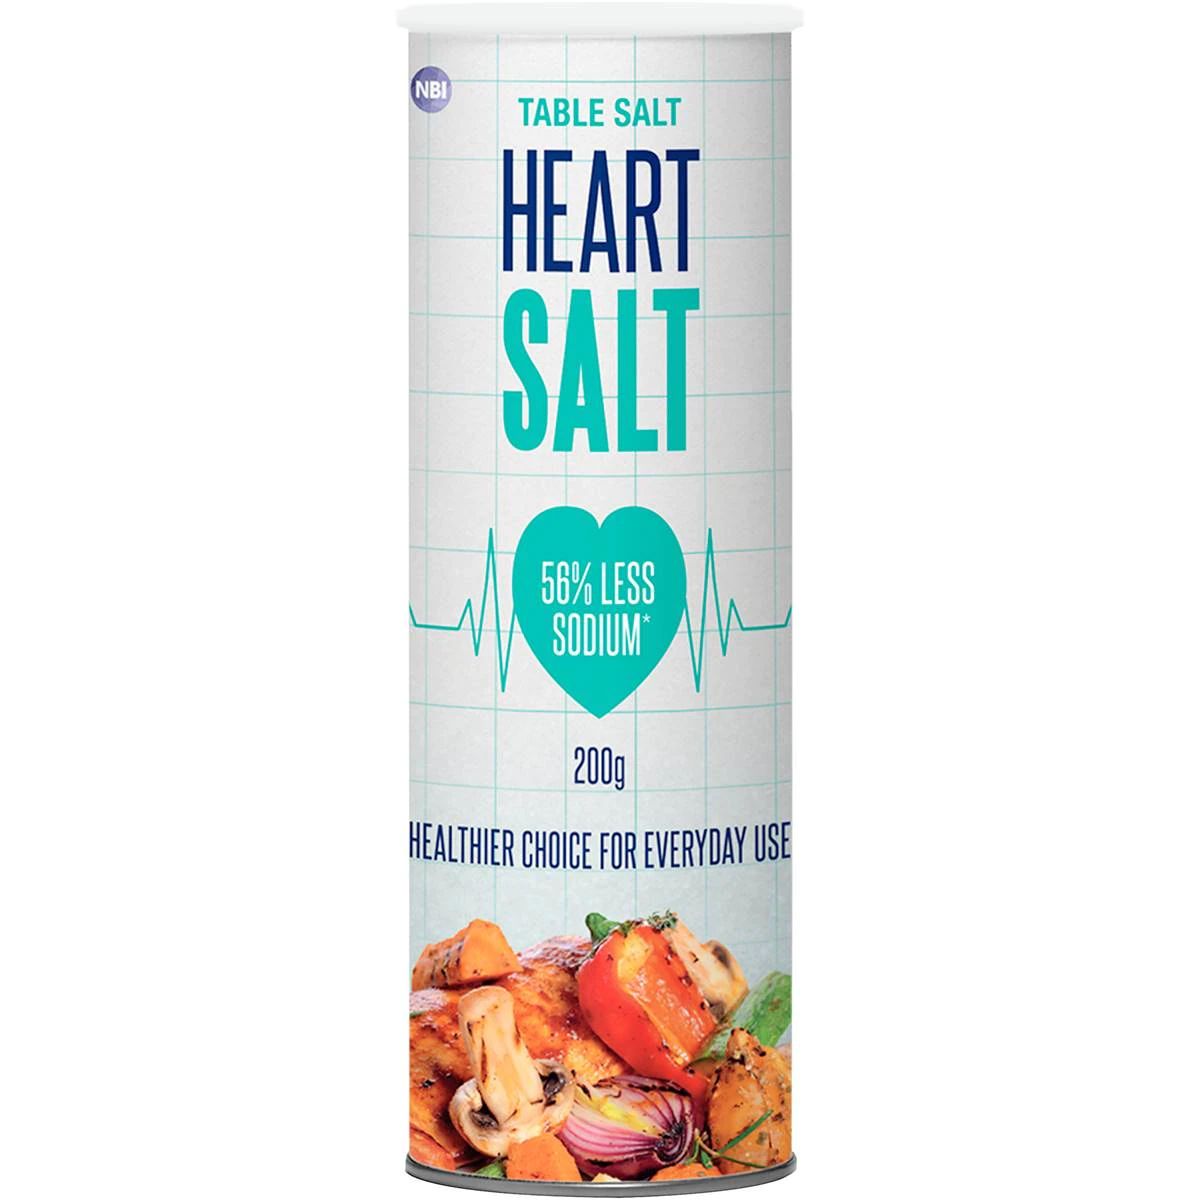 NBI
TABLE SALT
HEART
SALT
56% LESS
SODIUM*
200g
HEALTHIER CHOICE FOR EVERYDAY USE